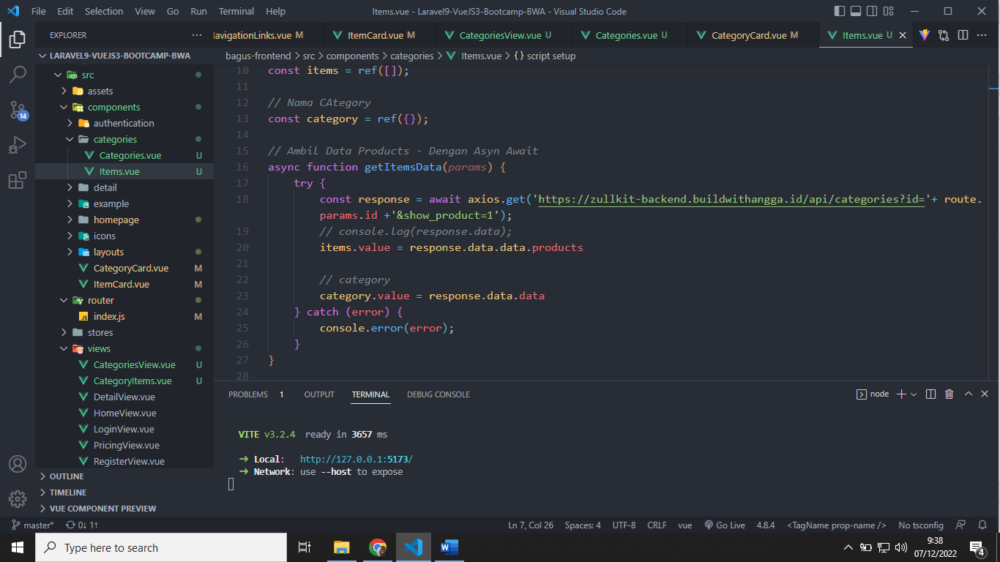 File Edit Selection View Go Run Terminal Help
Items.vue - Laravel9-VueJS3-Bootcamp-BWA - Visual Studio Code
EXPLORER
NavigationLinks.vue M
ItemCard.vue M
CategoriesView.vue U
Categories.vue U
CategoryCard.vue M
Items.vue U
LARAVEL9-VUEJS3-BOOTCAMP-BWA
src
assets
components
authentication
categories
Categories.vue U
Items.vue U
detail
example
homepage
icons
layouts
CategoryCard.vue M
ItemCard.vue M
router
index.js M
stores
views
CategoriesView.vue U
CategoryItems.vue U
DetailView.vue
HomeView.vue
LoginView.vue
PricingView.vue
RegisterView.vue
OUTLINE
TIMELINE
VUE COMPONENT PREVIEW
14
bagus-frontend > src > components > categories > Items.vue > {} script setup
10 const items = ref([]);
11
12 // Nama CAtegory
13 const category = ref({});
14
15 // Ambil Data Products - Dengan Asyn Await
16 async function getItemsData(params) {
17 try {
18 const response = await axios.get('https://zullkit-backend.buildwithangga.id/api/categories?id='+ route.
params.id +'&show_product=1');
19 // console.log(response.data);
20 items.value = response.data.data.products
21
22 // category
23 category.value = response.data.data
24 } catch (error) {
25 console.error(error);
26 }
27 }
28
PROBLEMS 1 OUTPUT TERMINAL DEBUG CONSOLE
node
VITE v3.2.4 ready in 3657 ms
➜ Local: http://127.0.0.1:5173/
➜ Network: use --host to expose
master* 0↓ 1↑
Ln 7, Col 26 Spaces: 4 UTF-8 CRLF vue Go Live 4.8.4 <TagName prop-name /> No tsconfig
Type here to search
9:38
07/12/2022
4